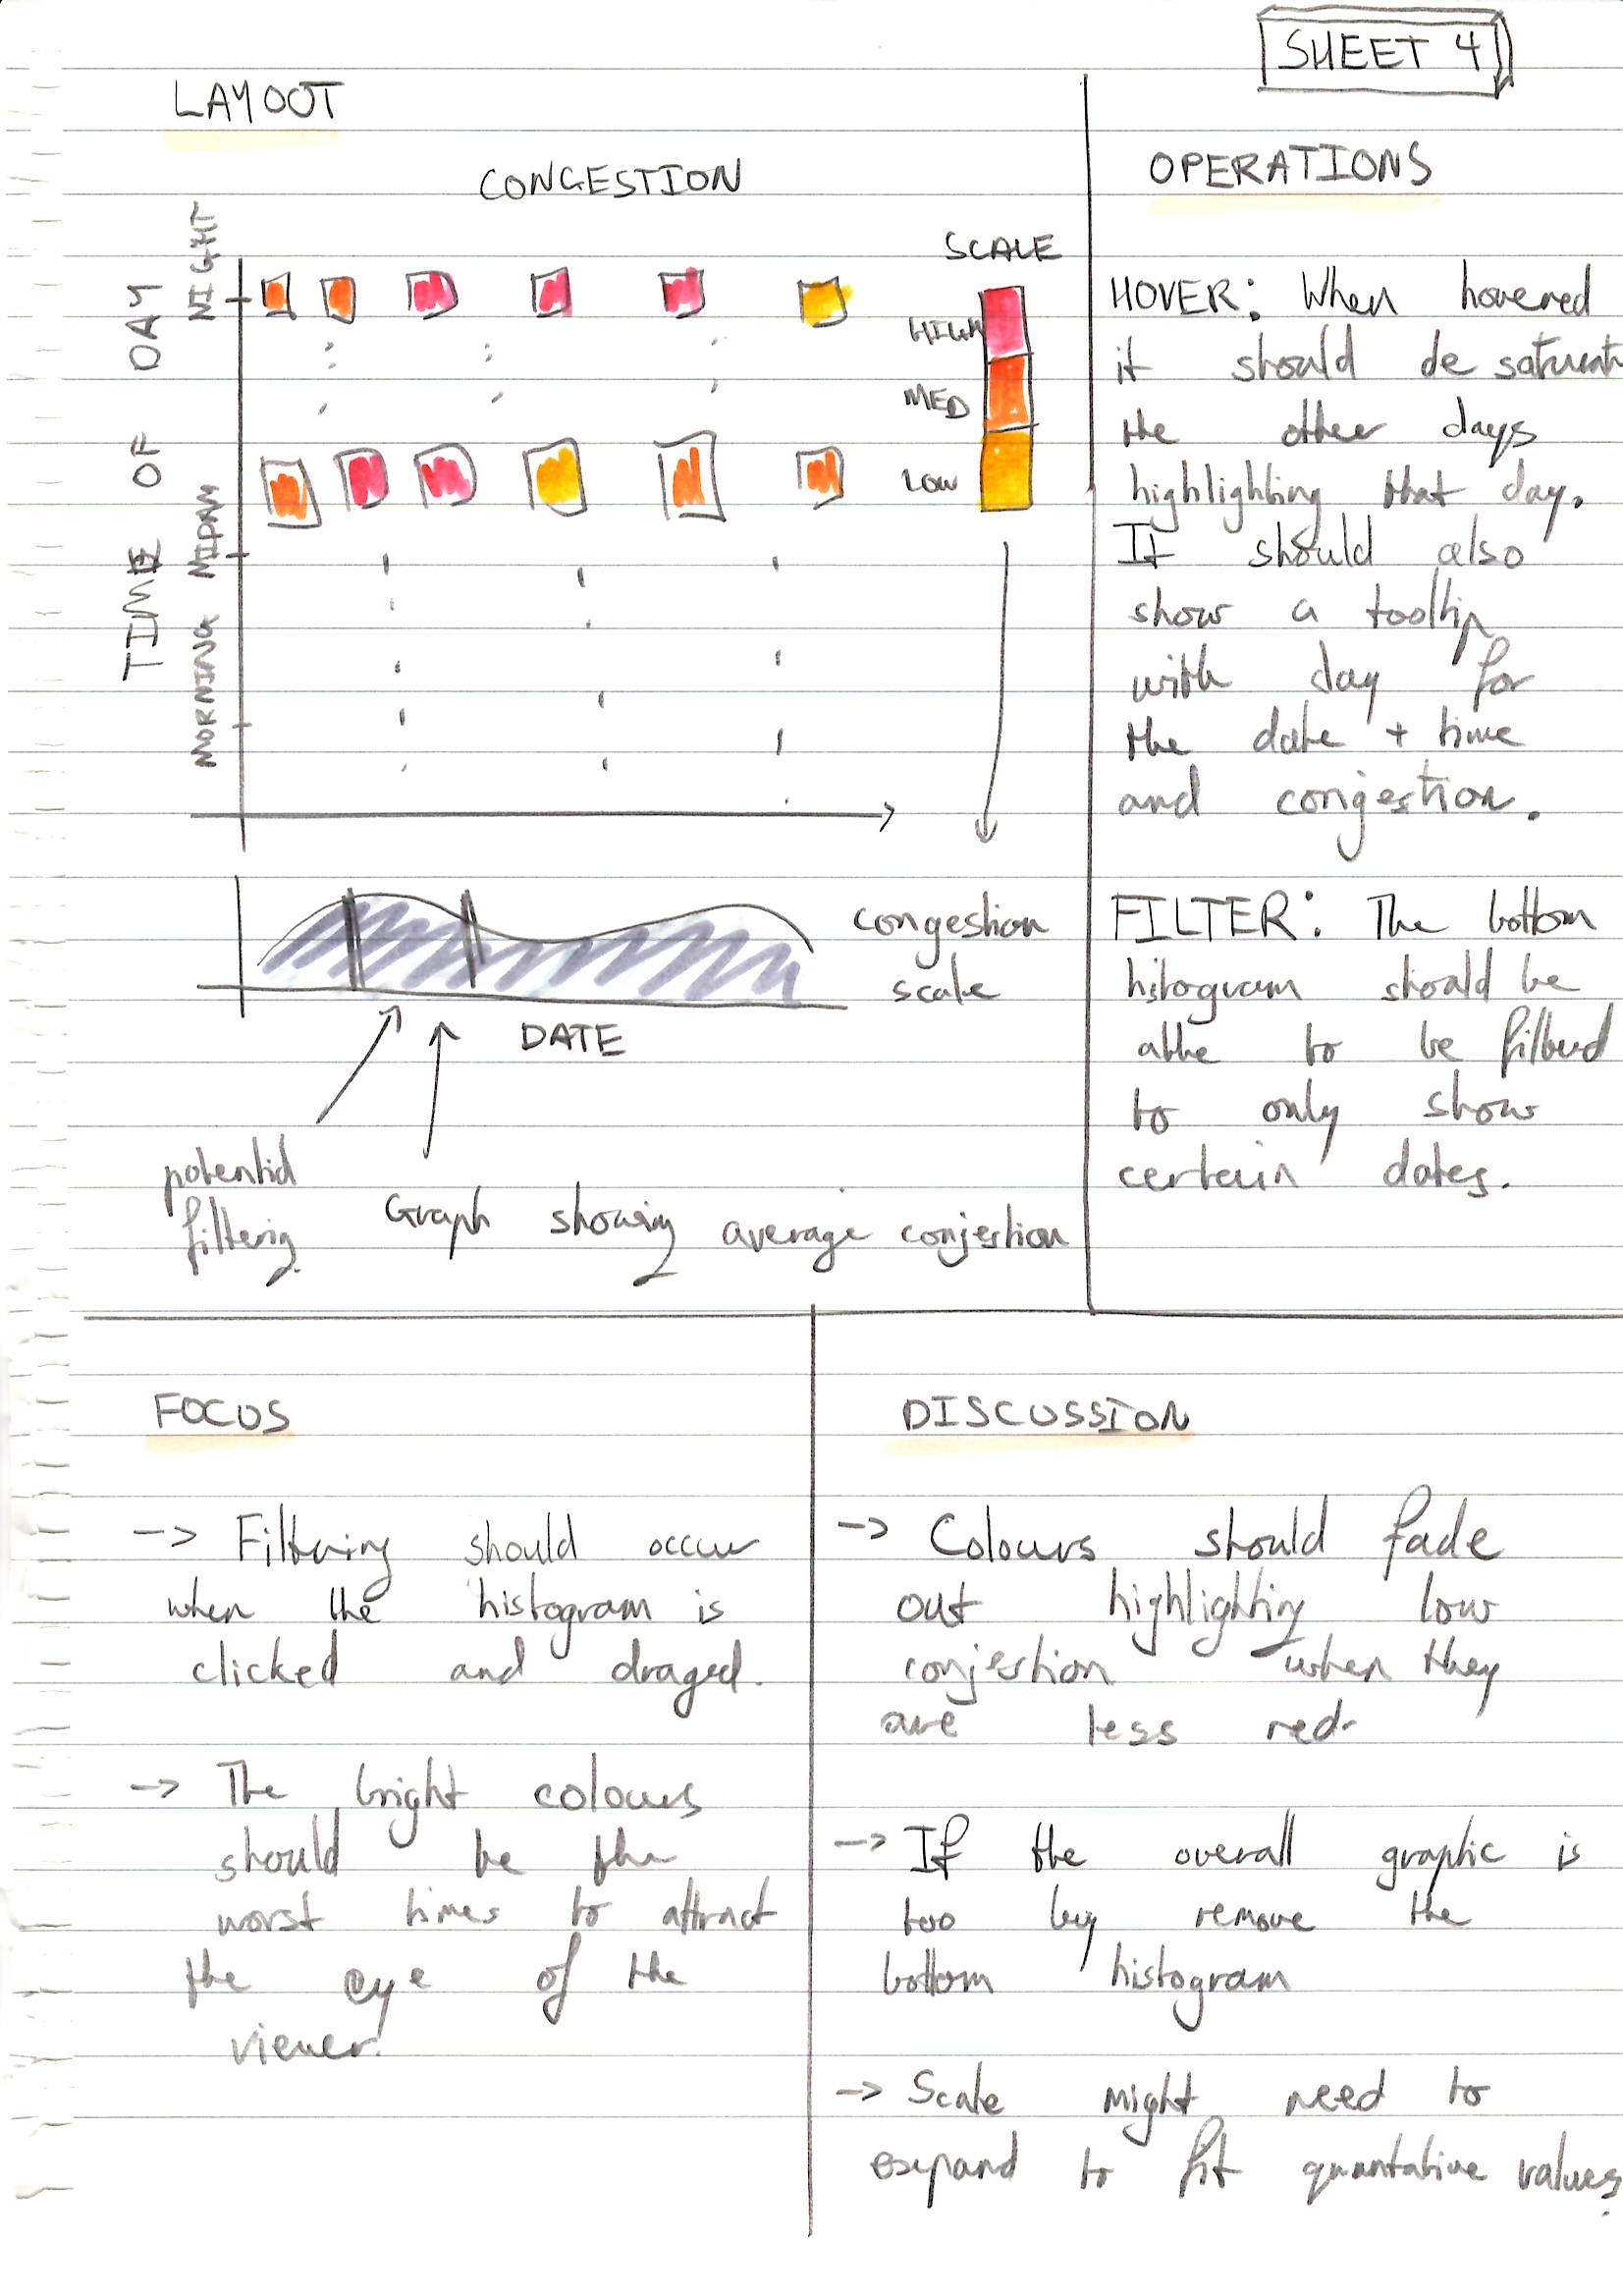 SHEET 4
LAYOUT
CONGESTION
TIME OF DAY
NIGHT
MIDDAY
MORNING
SCALE
HIGH
MED
LOW
congestion
scale
DATE
potential
filtering.
Graph showing average conjestion
OPERATIONS
HOVER: When hovered
it should de saturate
the other days
highlighting that day.
It should also
show a tooltip
with day for
the date + time
and congestion.
FILTER: The bottom
histogram should be
able to be filtered
to only show
certain dates.
FOCUS
-> Filtering should occur
when the histogram is
clicked and draged.
-> The bright colours
should be the
worst times to attract
the eye of the
viewer.
DISCUSSION
-> Colours should fade
out highlighting low
conjestion when they
are less red.
-> If the overall graphic is
too big remove the
bottom histogram
-> Scale might need to
expand to fit quantative values.